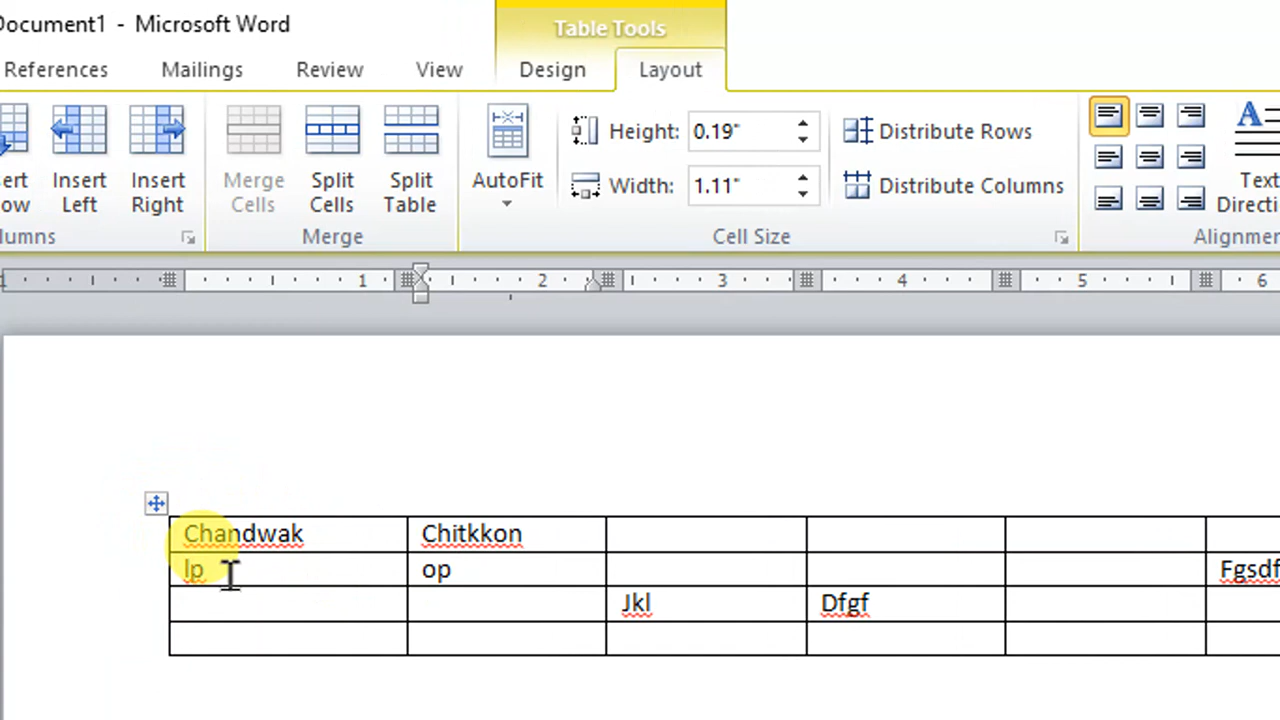 Document1 - Microsoft Word
Table Tools
References Mailings Review View Design Layout
Insert Left
Insert Right
Merge Cells
Split Cells
Split Table
AutoFit
Height: 0.19"
Width: 1.11"
Distribute Rows
Distribute Columns
Text
Merge
Cell Size
1 1 2 3 4 5 6
Chandwak Chitkkon
lp op Fgsdf
Jkl Dfgf